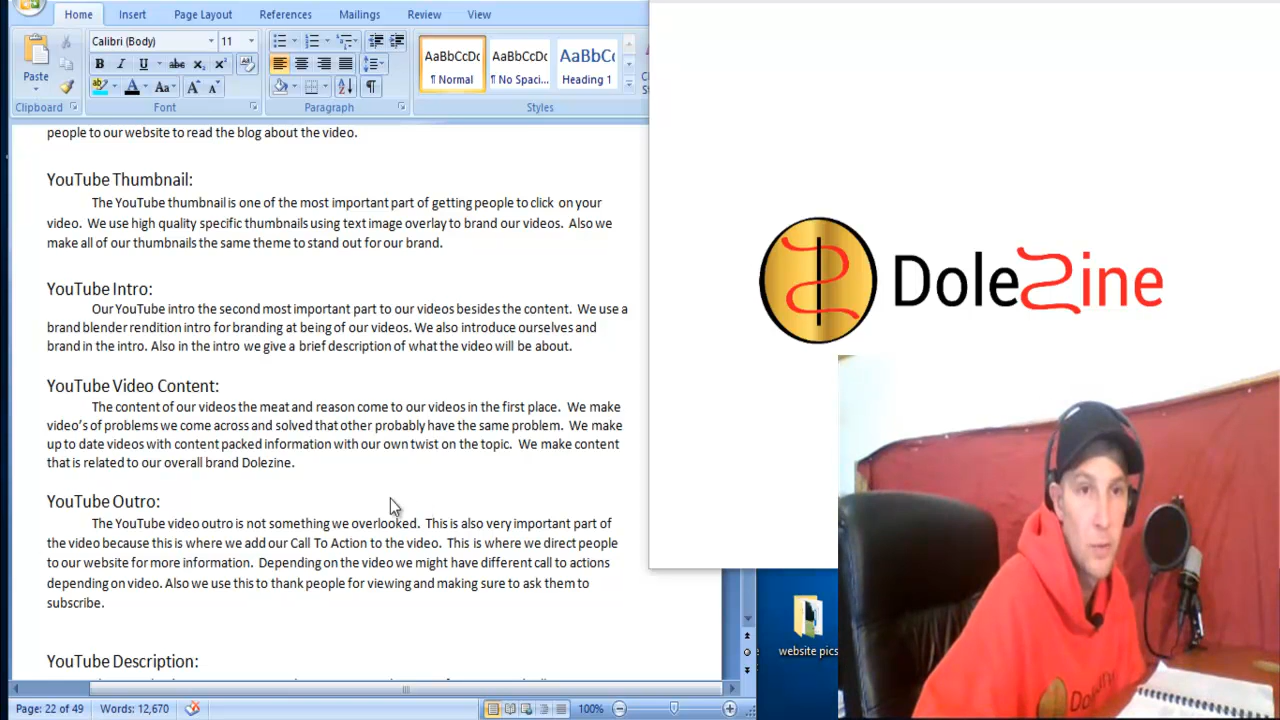 Home Insert Page Layout References Mailings Review View
Calibri (Body) 11
AaBbCcDc AaBbCcDc AaBbCc
Paste ¶ Normal ¶ No Spaci... Heading 1
Clipboard Font Paragraph Styles
people to our website to read the blog about the video.
YouTube Thumbnail:
The YouTube thumbnail is one of the most important part of getting people to click on your
video. We use high quality specific thumbnails using text image overlay to brand our videos. Also we
make all of our thumbnails the same theme to stand out for our brand.
YouTube Intro:
Our YouTube intro the second most important part to our videos besides the content. We use a
brand blender rendition intro for branding at being of our videos. We also introduce ourselves and
brand in the intro. Also in the intro we give a brief description of what the video will be about.
YouTube Video Content:
The content of our videos the meat and reason come to our videos in the first place. We make
video's of problems we come across and solved that other probably have the same problem. We make
up to date videos with content packed information with our own twist on the topic. We make content
that is related to our overall brand Dolezine.
YouTube Outro:
The YouTube video outro is not something we overlooked. This is also very important part of
the video because this is where we add our Call To Action to the video. This is where we direct people
to our website for more information. Depending on the video we might have different call to actions
depending on video. Also we use this to thank people for viewing and making sure to ask them to
subscribe.
YouTube Description:
Page: 22 of 49 Words: 12,670 100%
DoleZine
website pics